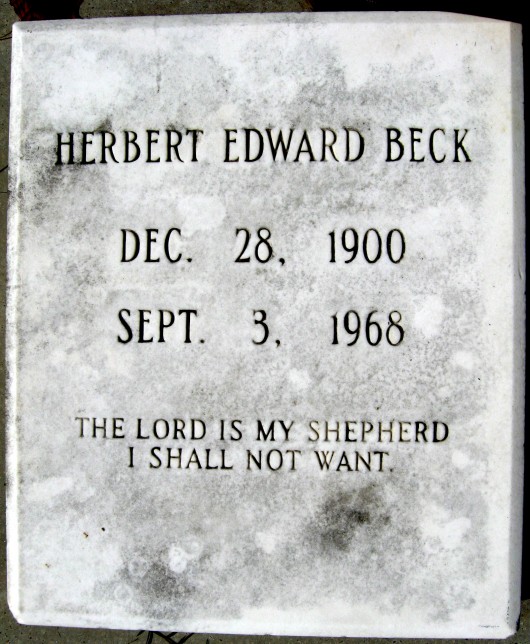 HERBERT EDWARD BECK
DEC. 28, 1900
SEPT. 3, 1968
THE LORD IS MY SHEPHERD
I SHALL NOT WANT.